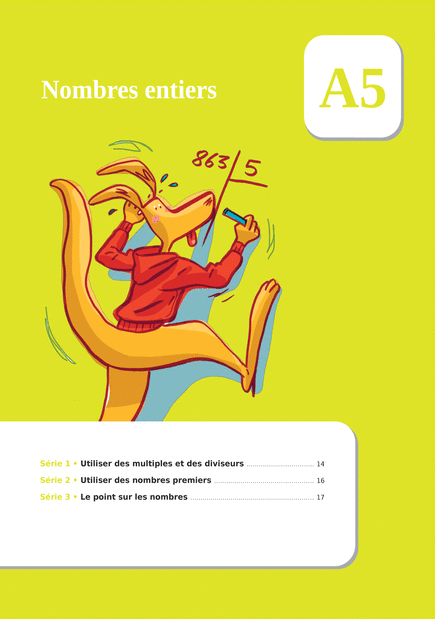 Nombres entiers
A5
863 5
Série 1 • Utiliser des multiples et des diviseurs ................................ 14
Série 2 • Utiliser des nombres premiers ................................................ 16
Série 3 • Le point sur les nombres .......................................................... 17